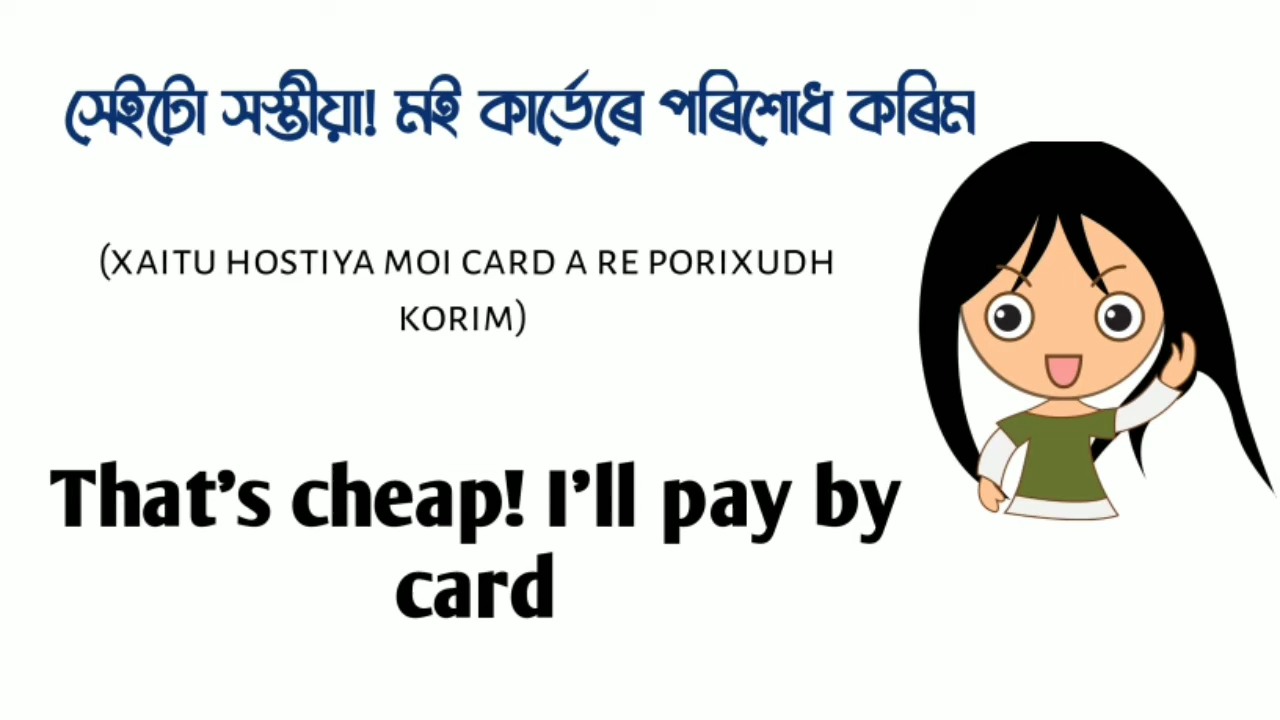 সেইটো সস্তীয়া! মই কাৰ্ডেৰে পৰিশোধ কৰিম
(XAITU HOSTIYA MOI CARD A RE PORIXUDH
KORIM)
That's cheap! I'll pay by
card